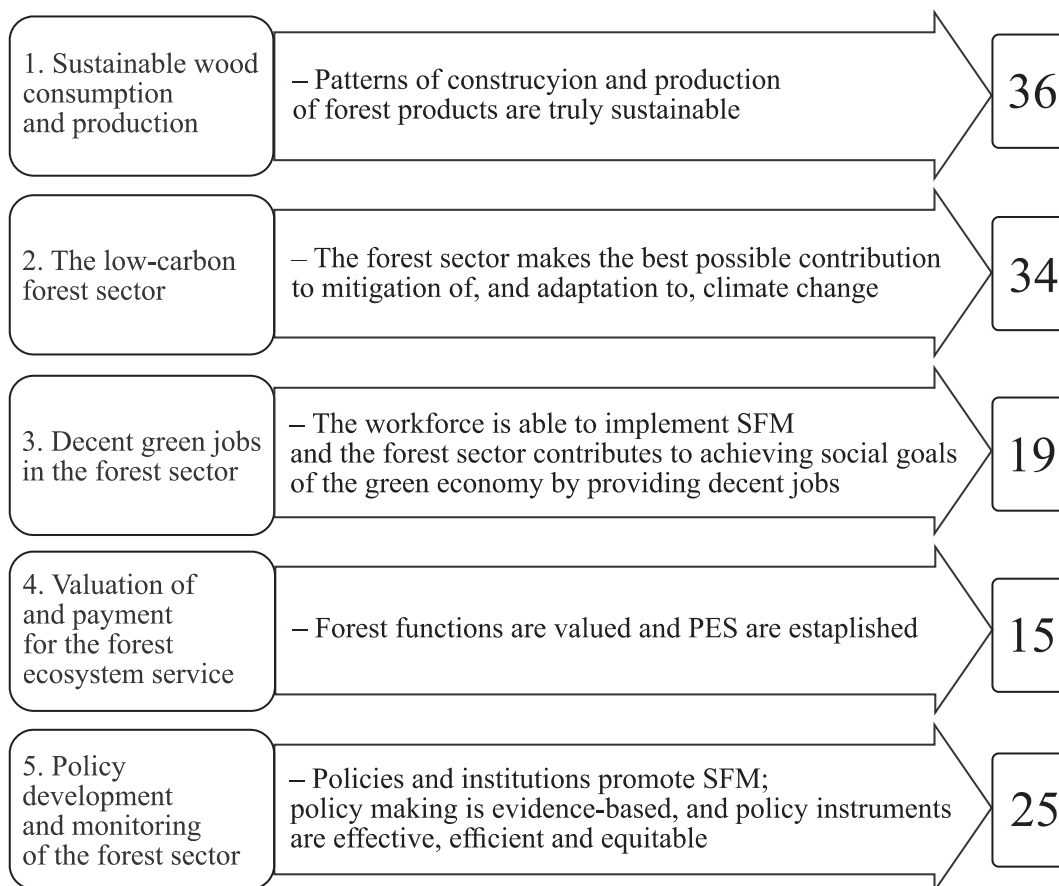 1. Sustainable wood
consumption
and production
– Patterns of construcyion and production
of forest products are truly sustainable
36
2. The low-carbon
forest sector
– The forest sector makes the best possible contribution
to mitigation of, and adaptation to, climate change
34
3. Decent green jobs
in the forest sector
– The workforce is able to implement SFM
and the forest sector contributes to achieving social goals
of the green economy by providing decent jobs
19
4. Valuation of
and payment
for the forest
ecosystem service
– Forest functions are valued and PES are estaplished
15
5. Policy
development
and monitoring
of the forest sector
– Policies and institutions promote SFM;
policy making is evidence-based, and policy instruments
are effective, efficient and equitable
25